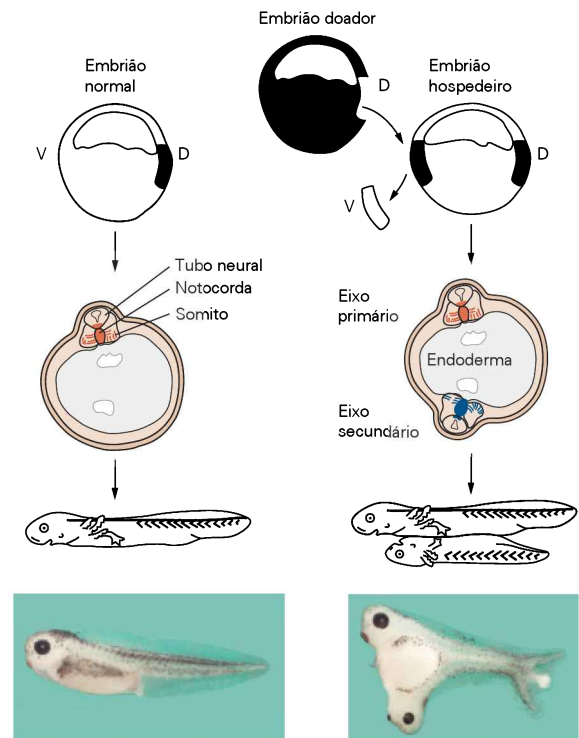 Embrião doador
Embrião
normal
Embrião
hospedeiro
D
V
D
D
V
Tubo neural
Notocorda
Somito
Eixo
primário
Endoderma
Eixo
secundário